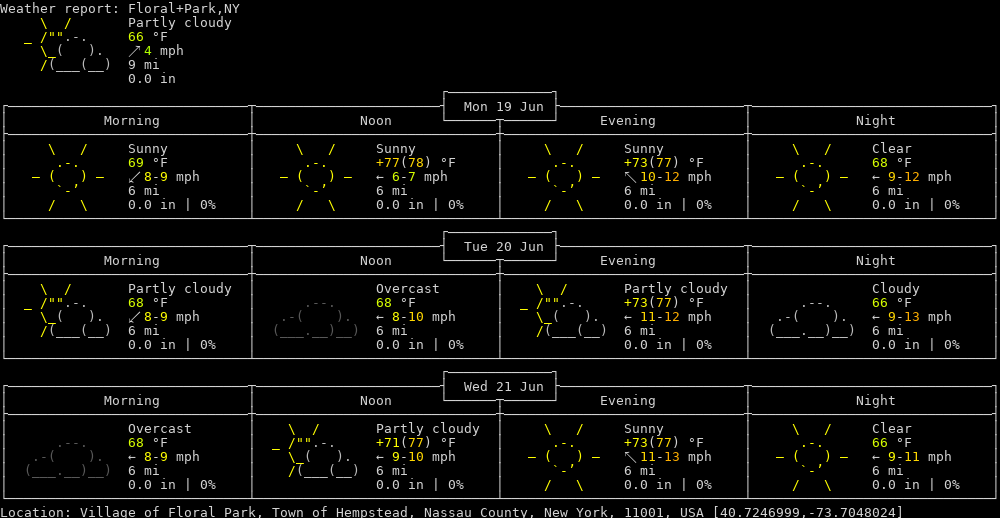 Weather report: Floral+Park,NY
Partly cloudy
66 °F
↗ 4 mph
9 mi
0.0 in
Mon 19 Jun
Morning Noon Evening Night
Sunny Sunny Sunny Clear
69 °F +77(78) °F +73(77) °F 68 °F
↙ 8-9 mph ← 6-7 mph ↖ 10-12 mph ← 9-12 mph
6 mi 6 mi 6 mi 6 mi
0.0 in | 0% 0.0 in | 0% 0.0 in | 0% 0.0 in | 0%
Tue 20 Jun
Morning Noon Evening Night
Partly cloudy Overcast Partly cloudy Cloudy
68 °F 68 °F +73(77) °F 66 °F
↙ 8-9 mph ← 8-10 mph ← 11-12 mph ← 9-13 mph
6 mi 6 mi 6 mi 6 mi
0.0 in | 0% 0.0 in | 0% 0.0 in | 0% 0.0 in | 0%
Wed 21 Jun
Morning Noon Evening Night
Overcast Partly cloudy Sunny Clear
68 °F +71(77) °F +73(77) °F 66 °F
← 8-9 mph ← 9-10 mph ↖ 11-13 mph ← 9-11 mph
6 mi 6 mi 6 mi 6 mi
0.0 in | 0% 0.0 in | 0% 0.0 in | 0% 0.0 in | 0%
Location: Village of Floral Park, Town of Hempstead, Nassau County, New York, 11001, USA [40.7246999,-73.7048024]